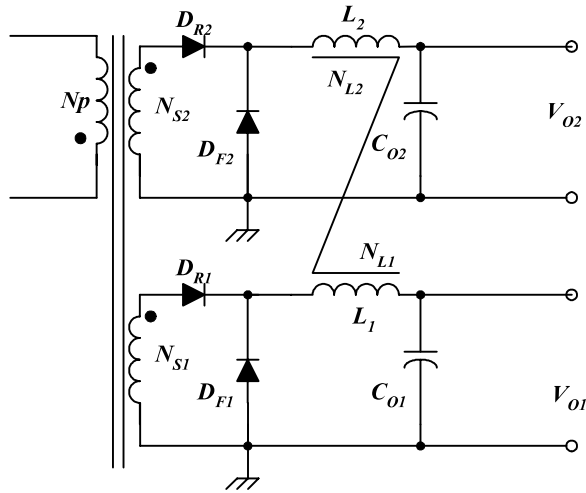 D_R2
L_2
Np
N_S2
N_L2
V_O2
D_F2
C_O2
N_L1
D_R1
L_1
N_S1
D_F1
C_O1
V_O1